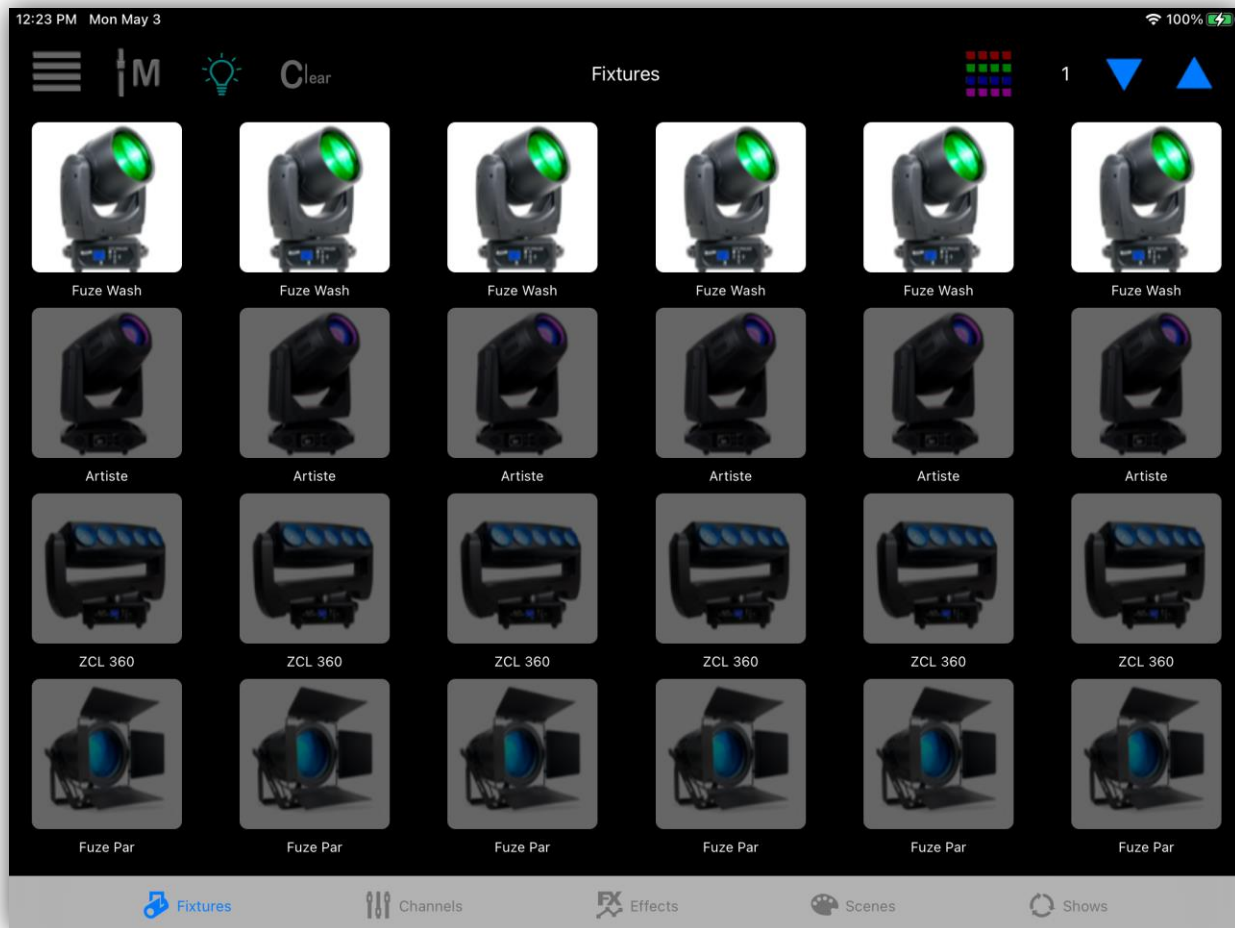 12:23 PM Mon May 3 100%
M Clear Fixtures 1
Fuze Wash Fuze Wash Fuze Wash Fuze Wash Fuze Wash Fuze Wash
Artiste Artiste Artiste Artiste Artiste Artiste
ZCL 360 ZCL 360 ZCL 360 ZCL 360 ZCL 360 ZCL 360
Fuze Par Fuze Par Fuze Par Fuze Par Fuze Par Fuze Par
Fixtures Channels FX Effects Scenes Shows